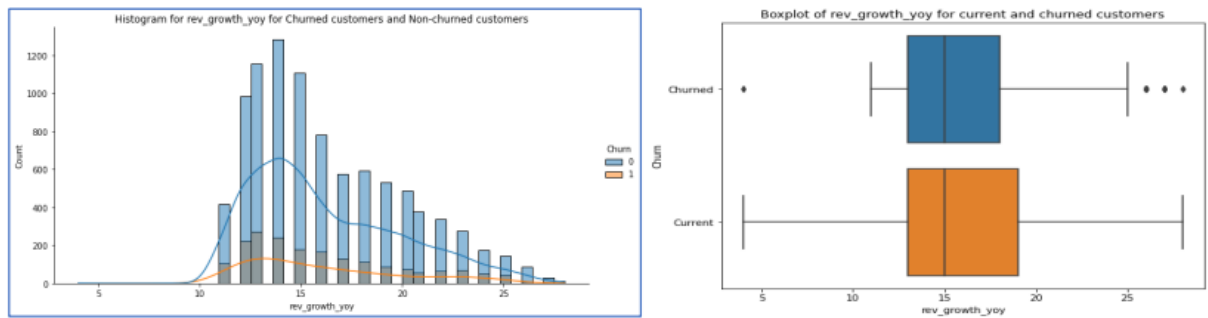 Histogram for rev_growth_yoy for Churned customers and Non-churned customers
1200
1000
800
600
400
200
0
Count
5
10
15
20
25
rev_growth_yoy
Churn
0
1
Boxplot of rev_growth_yoy for current and churned customers
Churned
Current
Churn
5
10
15
20
25
rev_growth_yoy